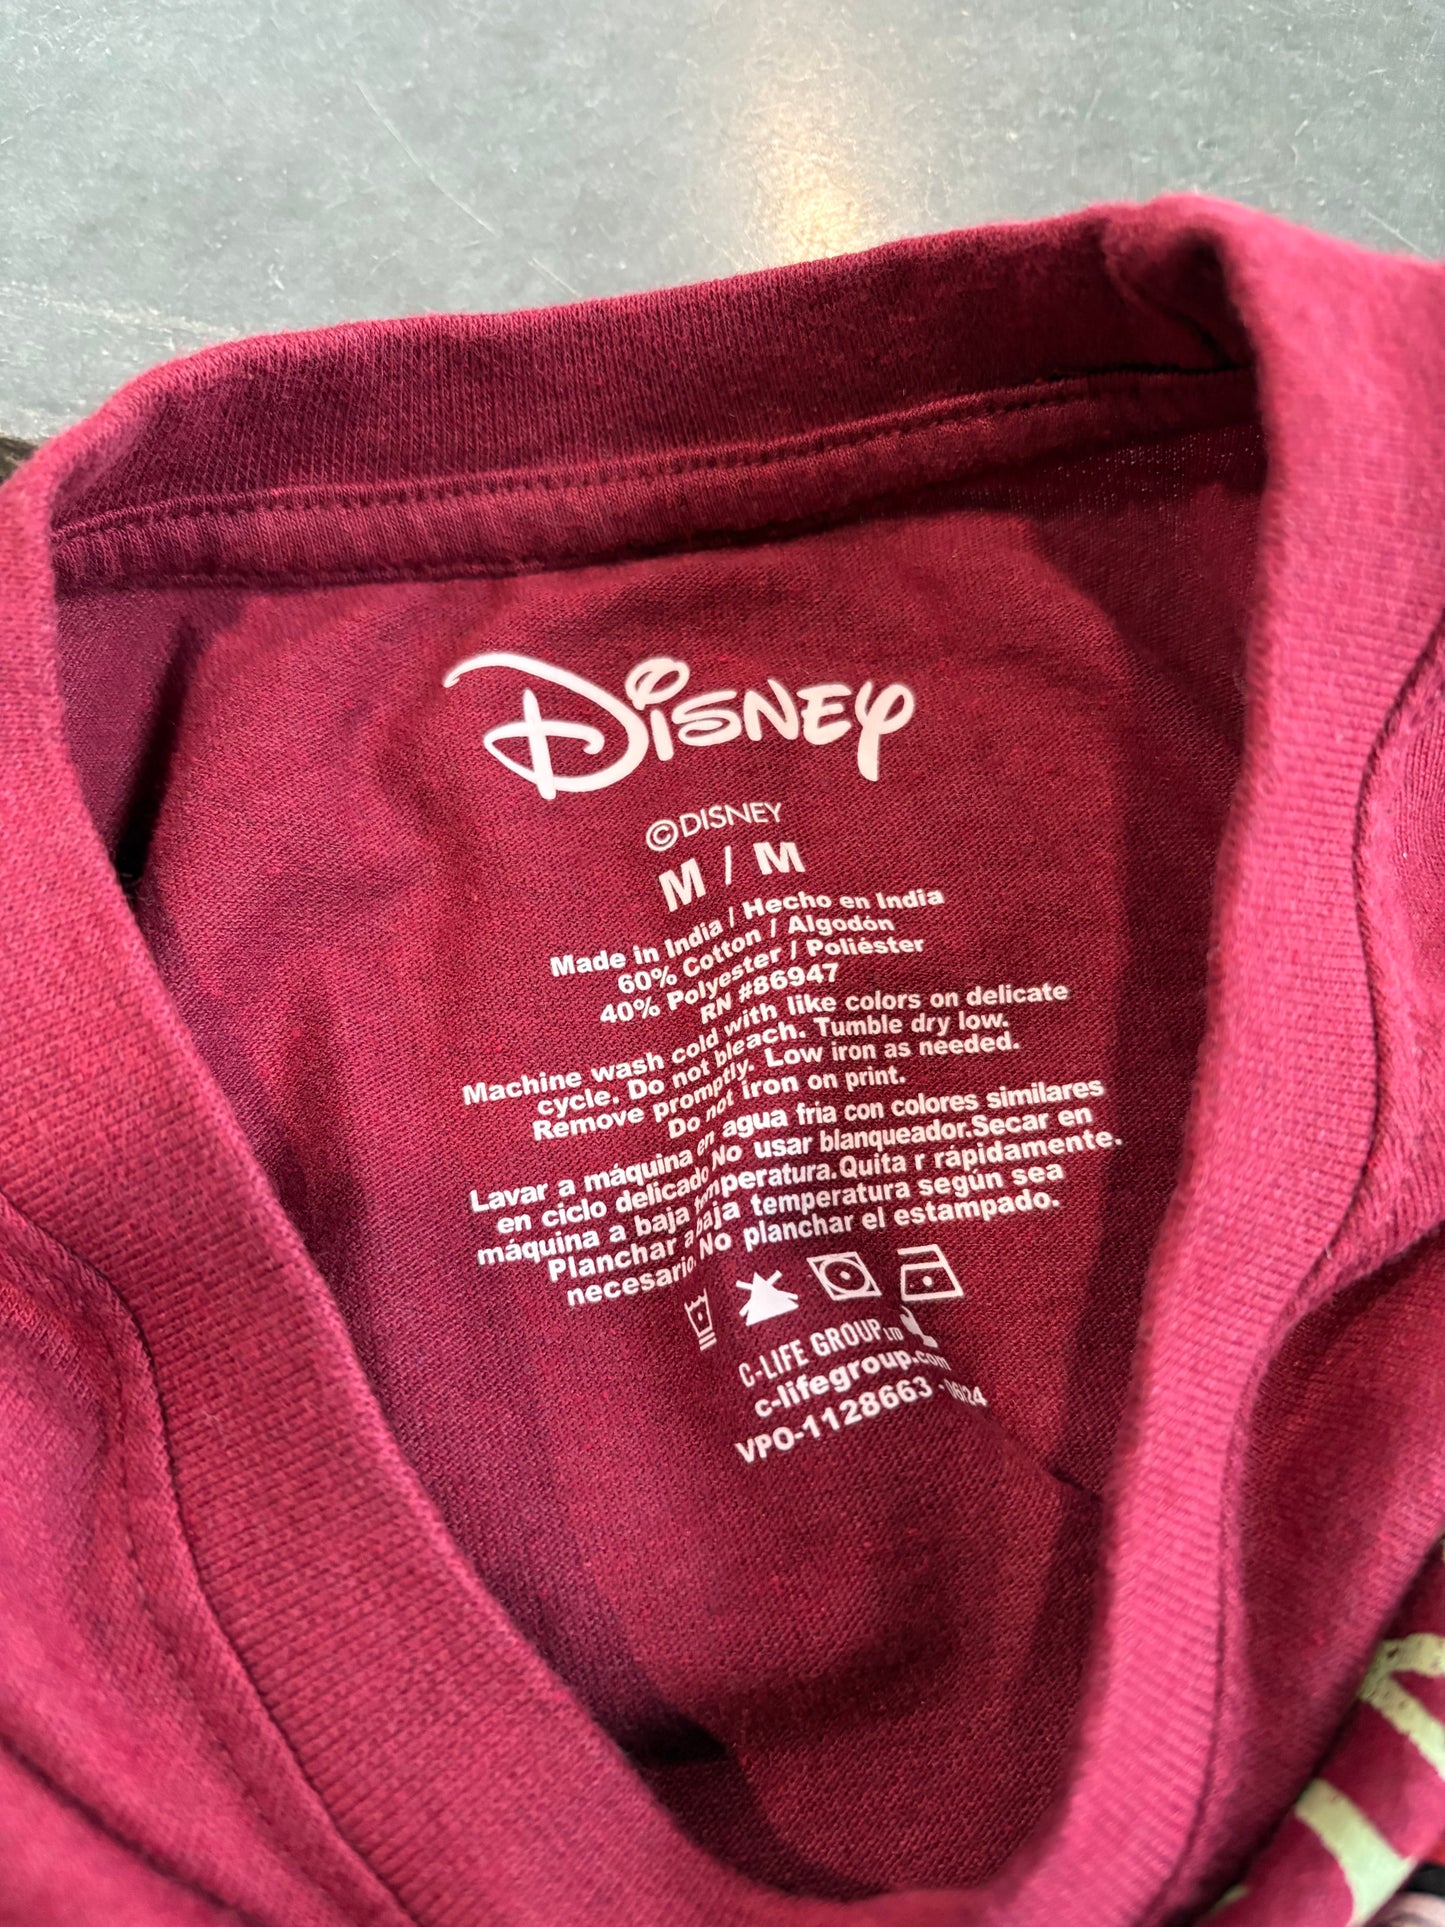 Disney
©DISNEY
M / M
Made in India / Hecho en India
60% Cotton / Algodón
40% Polyester / Poliéster
RN #86947
Machine wash cold with like colors on delicate
cycle. Do not bleach. Tumble dry low.
Remove promptly. Low iron as needed.
Do not iron on print.
Lavar a máquina en agua fria con colores similares
en ciclo delicado No usar blanqueador.Secar en
máquina a baja temperatura.Quita r rápidamente.
Planchar a baja temperatura según sea
necesario. No planchar el estampado.
C-LIFE GROUP LTD
c-lifegroup.com
VPO-1128663 - 06/24